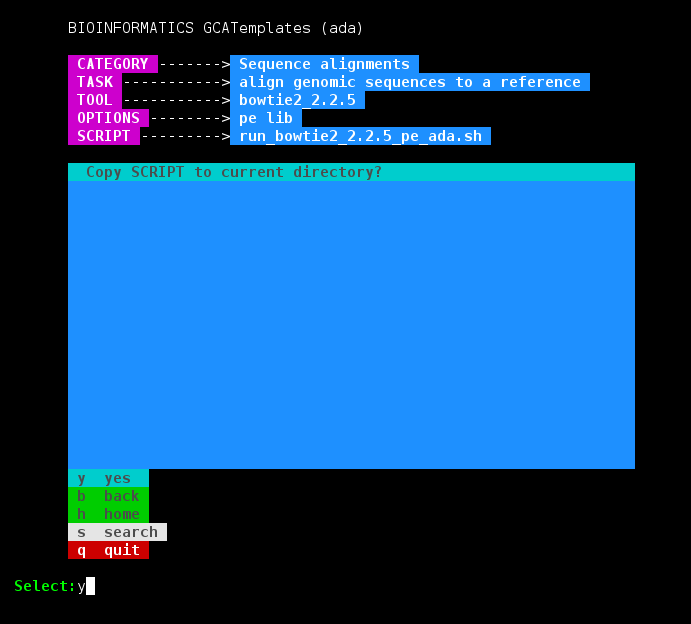 BIOINFORMATICS GCATemplates (ada)
CATEGORY ------->  Sequence alignments
TASK ----------->  align genomic sequences to a reference
TOOL ----------->  bowtie2_2.2.5
OPTIONS -------->  pe lib
SCRIPT --------->  run_bowtie2_2.2.5_pe_ada.sh
Copy SCRIPT to current directory?
y  yes
b  back
h  home
s  search
q  quit
Select:y